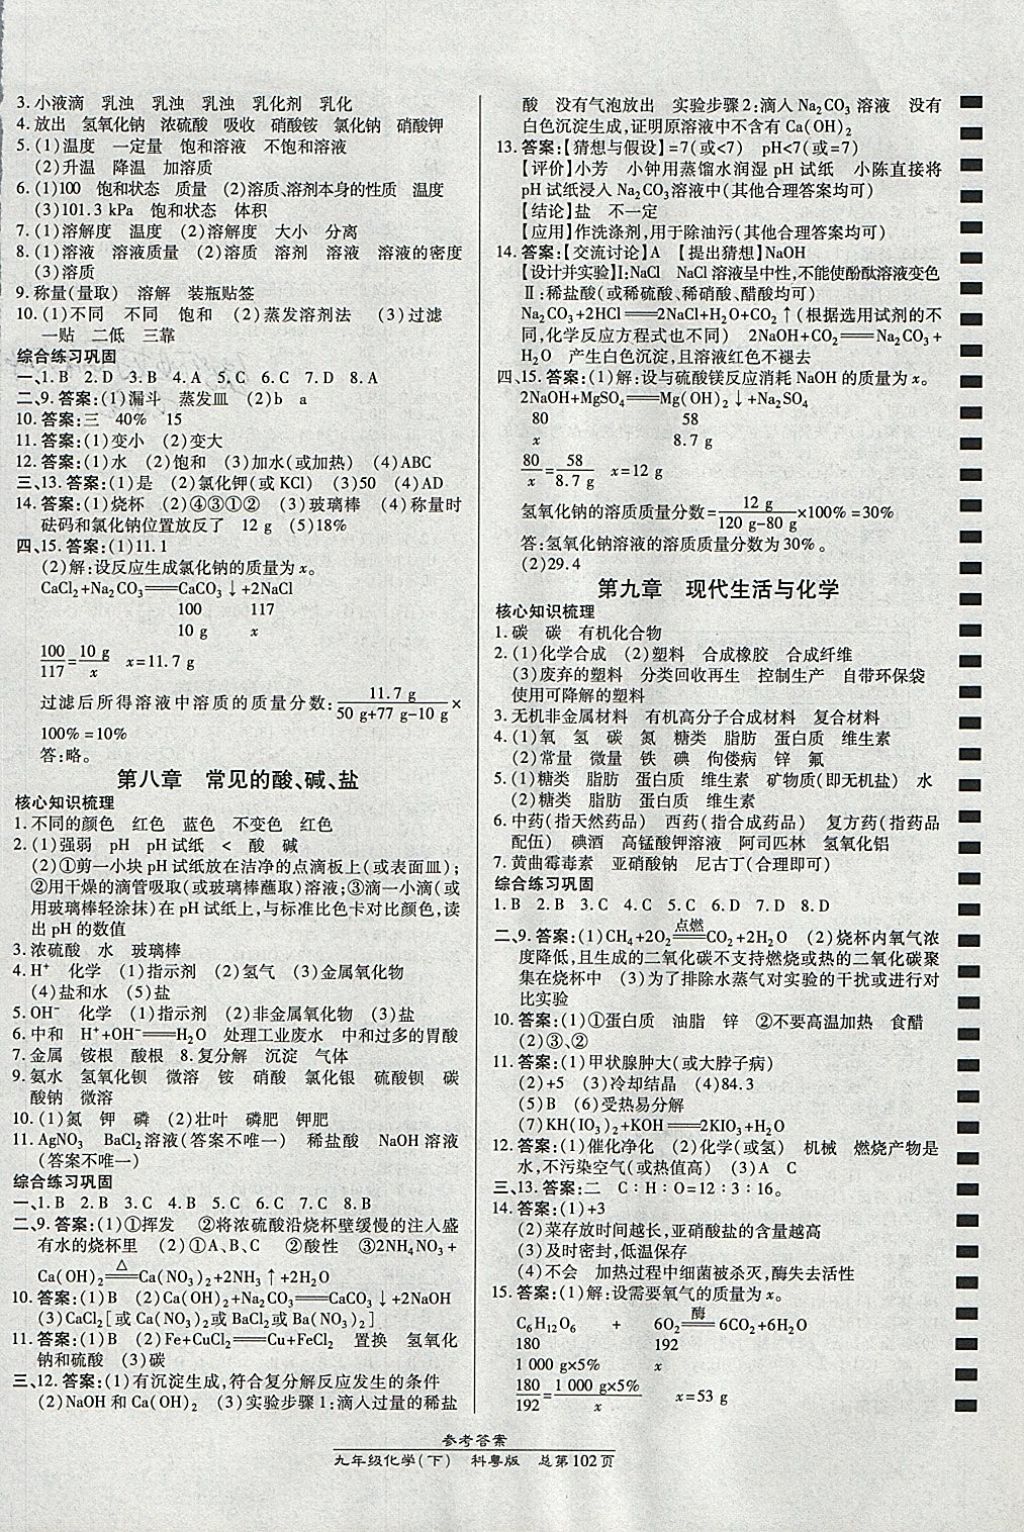 3.小液滴 乳浊 乳浊 乳浊 乳化剂 乳化
4.放出 氢氧化钠 浓硫酸 吸收 硝酸铵 氯化钠 硝酸钾
5.(1)温度 一定量 饱和溶液 不饱和溶液
(2)升温 降温 加溶质
6.(1)100 饱和状态 质量 (2)溶质、溶剂本身的性质 温度
(3)101.3 kPa 饱和状态 体积
7.(1)溶解度 温度 (2)溶解度 大小 分离
8.(1)溶液 溶液质量 (2)溶质 溶剂 溶液 溶液的密度
(3)溶质
9.称量(量取) 溶解 装瓶贴签
10.(1)不同 不同 饱和 (2)蒸发溶剂法 (3)过滤
一贴 二低 三靠
综合练习巩固
一、1.B 2.D 3.B 4.A 5.C 6.C 7.D 8.A
二、9.答案:(1)漏斗 蒸发皿 (2)b a
10.答案:三 40% 15
11.答案:(1)变小 (2)变大
12.答案:(1)水 (2)饱和 (3)加水(或加热) (4)ABC
三、13.答案:(1)是 (2)氯化钾(或KCl) (3)50 (4)AD
14.答案:(1)烧杯 (2)④③①② (3)玻璃棒 (4)称量时
砝码和氯化钠位置放反了 12 g (5)18%
四、15.答案:(1)11.1
(2)解:设反应生成氯化钠的质量为x。
CaCl₂+Na₂CO₃══CaCO₃↓+2NaCl
100 117
10 g x
100/117=10 g/x x=11.7 g
过滤后所得溶液中溶质的质量分数:11.7 g/(50 g+77 g-10 g)×
100%=10%
答:略。
第八章 常见的酸、碱、盐
核心知识梳理
1.不同的颜色 红色 蓝色 不变色 红色
2.(1)强弱 pH pH试纸 < 酸 碱
(2)①剪一小块pH试纸放在洁净的点滴板上(或表面皿);
②用干燥的滴管吸取(或玻璃棒蘸取)溶液;③滴一小滴(或
用玻璃棒轻涂抹)在pH试纸上,与标准比色卡对比颜色,读
出pH的数值
3.浓硫酸 水 玻璃棒
4.H⁺ 化学 (1)指示剂 (2)氢气 (3)金属氧化物
(4)盐和水 (5)盐
5.OH⁻ 化学 (1)指示剂 (2)非金属氧化物 (3)盐
6.中和 H⁺+OH⁻══H₂O 处理工业废水 中和过多的胃酸
7.金属 铵根 酸根 8.复分解 沉淀 气体
9.氨水 氢氧化钡 微溶 铵 硝酸 氯化银 硫酸钡 碳
酸钠 微溶
10.(1)氮 钾 磷 (2)壮叶 磷肥 钾肥
11.AgNO₃ BaCl₂溶液(答案不唯一) 稀盐酸 NaOH溶液
(答案不唯一)
综合练习巩固
一、1.B 2.B 3.C 4.C 5.C 6.C 7.C 8.B
二、9.答案:(1)①挥发 ②将浓硫酸沿烧杯壁缓慢的注入盛
有水的烧杯里 (2)①A、B、C ②酸性 ③2NH₄NO₃+
Ca(OH)₂══△Ca(NO₃)₂+2NH₃↑+2H₂O
10.答案:(1)B (2)Ca(OH)₂+Na₂CO₃══CaCO₃↓+2NaOH
(3)CaCl₂[或Ca(NO₃)₂或BaCl₂或Ba(NO₃)₂]
11.答案:(1)B (2)Fe+CuCl₂══Cu+FeCl₂ 置换 氢氧化
钠和硫酸 (3)碳
三、12.答案:(1)有沉淀生成,符合复分解反应发生的条件
(2)NaOH和Ca(OH)₂ (3)实验步骤1:滴入过量的稀盐
酸 没有气泡放出 实验步骤2:滴入Na₂CO₃溶液 没有
白色沉淀生成,证明原溶液中不含有Ca(OH)₂
13.答案:【猜想与假设】=7(或<7) pH<7(或=7)
【评价】小芳 小钟用蒸馏水润湿pH试纸 小陈直接将
pH试纸浸入Na₂CO₃溶液中(其他合理答案均可)
【结论】盐 不一定
【应用】作洗涤剂,用于除油污(其他合理答案均可)
14.答案:【交流讨论】A 【提出猜想】NaOH
【设计并实验】Ⅰ:NaCl NaCl溶液呈中性,不能使酚酞溶液变色
Ⅱ:稀盐酸(或稀硫酸、稀硝酸、醋酸均可)
Na₂CO₃+2HCl══2NaCl+H₂O+CO₂↑(根据选用试剂的不
同,化学反应方程式也不同) 2NaOH+CO₂══Na₂CO₃+
H₂O 产生白色沉淀,且溶液红色不褪去
四、15.答案:(1)解:设与硫酸镁反应消耗NaOH的质量为x。
2NaOH+MgSO₄══Mg(OH)₂↓+Na₂SO₄
80 58
x 8.7 g
80/x=58/8.7 g x=12 g
氢氧化钠的溶质质量分数=12 g/(120 g-80 g)×100%=30%
答:氢氧化钠溶液的溶质质量分数为30%。
(2)29.4
第九章 现代生活与化学
核心知识梳理
1.碳 碳 有机化合物
2.(1)化学合成 (2)塑料 合成橡胶 合成纤维
(3)废弃的塑料 分类回收再生 控制生产 自带环保袋
使用可降解的塑料
3.无机非金属材料 有机高分子合成材料 复合材料
4.(1)氧 氢 碳 氮 糖类 脂肪 蛋白质 维生素
(2)常量 微量 铁 碘 佝偻病 锌 氟
5.(1)糖类 脂肪 蛋白质 维生素 矿物质(即无机盐) 水
(2)糖类 脂肪 蛋白质 维生素
6.中药(指天然药品) 西药(指合成药品) 复方药(指药品
配伍) 碘酒 高锰酸钾溶液 阿司匹林 氢氧化铝
7.黄曲霉毒素 亚硝酸钠 尼古丁(合理即可)
综合练习巩固
1.B 2.B 3.C 4.C 5.C 6.D 7.D 8.D
二、9.答案:(1)CH₄+2O₂══点燃CO₂+2H₂O (2)烧杯内氧气浓
度降低,且生成的二氧化碳不支持燃烧或热的二氧化碳聚
集在烧杯中 (3)为了排除水蒸气对实验的干扰或进行对
比实验
10.答案:(1)①蛋白质 油脂 锌 ②不要高温加热 食醋
(2)③、②
11.答案:(1)甲状腺肿大(或大脖子病)
(2)+5 (3)冷却结晶 (4)84.3
(5)B (6)受热易分解
(7)KH(IO₃)₂+KOH══2KIO₃+H₂O
12.答案:(1)催化净化 (2)化学(或氢) 机械 燃烧产物是
水,不污染空气(或热值高) (3)A C
三、13.答案:二 C∶H∶O=12∶3∶16。
14.答案:(1)+3
(2)菜存放时间越长,亚硝酸盐的含量越高
(3)及时密封,低温保存
(4)不会 加热过程中细菌被杀灭,酶失去活性
15.答案:(1)解:设需要氧气的质量为x。
C₆H₁₂O₆ + 6O₂══酶6CO₂+6H₂O
180 192
1 000 g×5% x
180/192=1 000 g×5%/x x=53 g
参考答案
九年级化学(下) 科粤版 总第102页